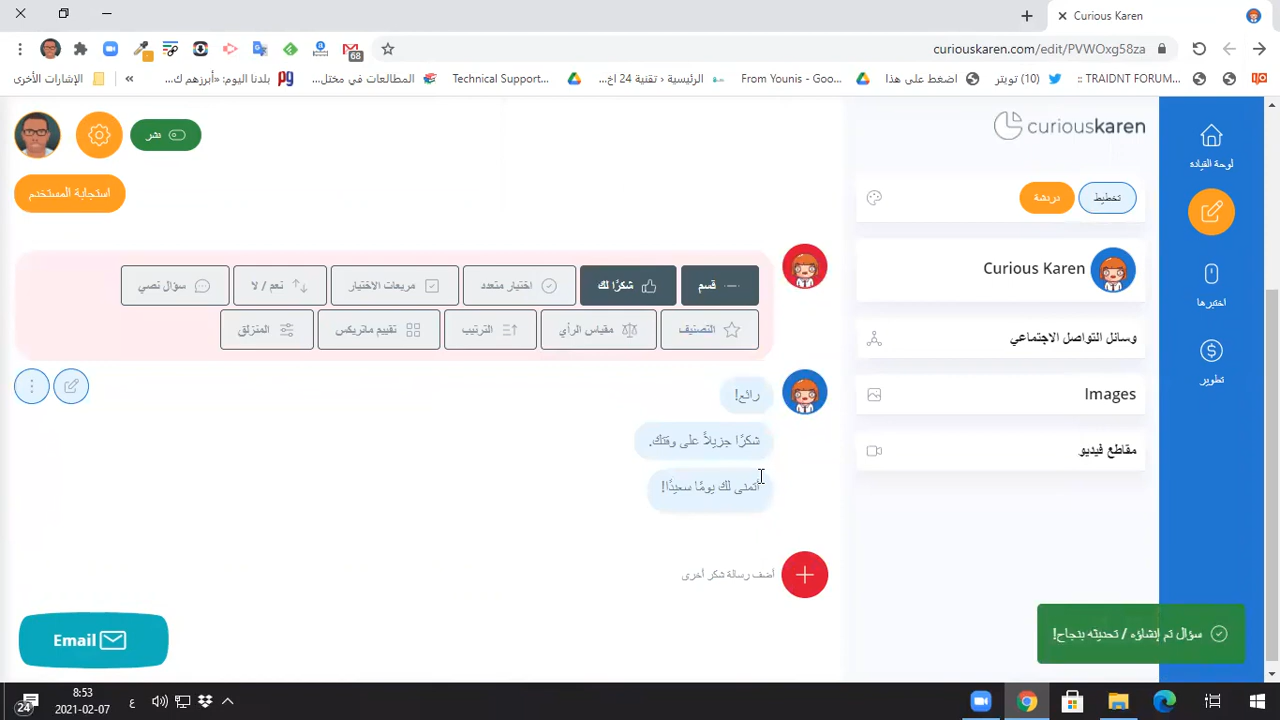 Curious Karen
curiouskaren.com/edit/PVWOxg58za
68
TRAIDNT FORUM... ::
(10) تويتر
اضغط على هذا
From Younis - Goo...
الرئيسية › تقنية 24 اخ...
Technical Support...
المطالعات في مختل...
بلدنا اليوم: «أبرزهم ك...
الإشارات الأخرى
curiouskaren
لوحة القيادة
اختبرها
تطوير
نشر
استجابة المستخدم
تخطيط
دردشة
Curious Karen
وسائل التواصل الاجتماعي
Images
مقاطع فيديو
قسم
شكرًا لك
اختيار متعدد
مربعات الاختيار
نعم / لا
سؤال نصي
التصنيف
مقياس الرأي
الترتيب
تقييم ماتريكس
المنزلق
رائع!
شكرًا جزيلاً على وقتك.
أتمنى لك يومًا سعيدًا!
أضف رسالة شكر أخرى
سؤال تم إنشاؤه / تحديثه بنجاح!
Email
8:53
2021-02-07
ع
24